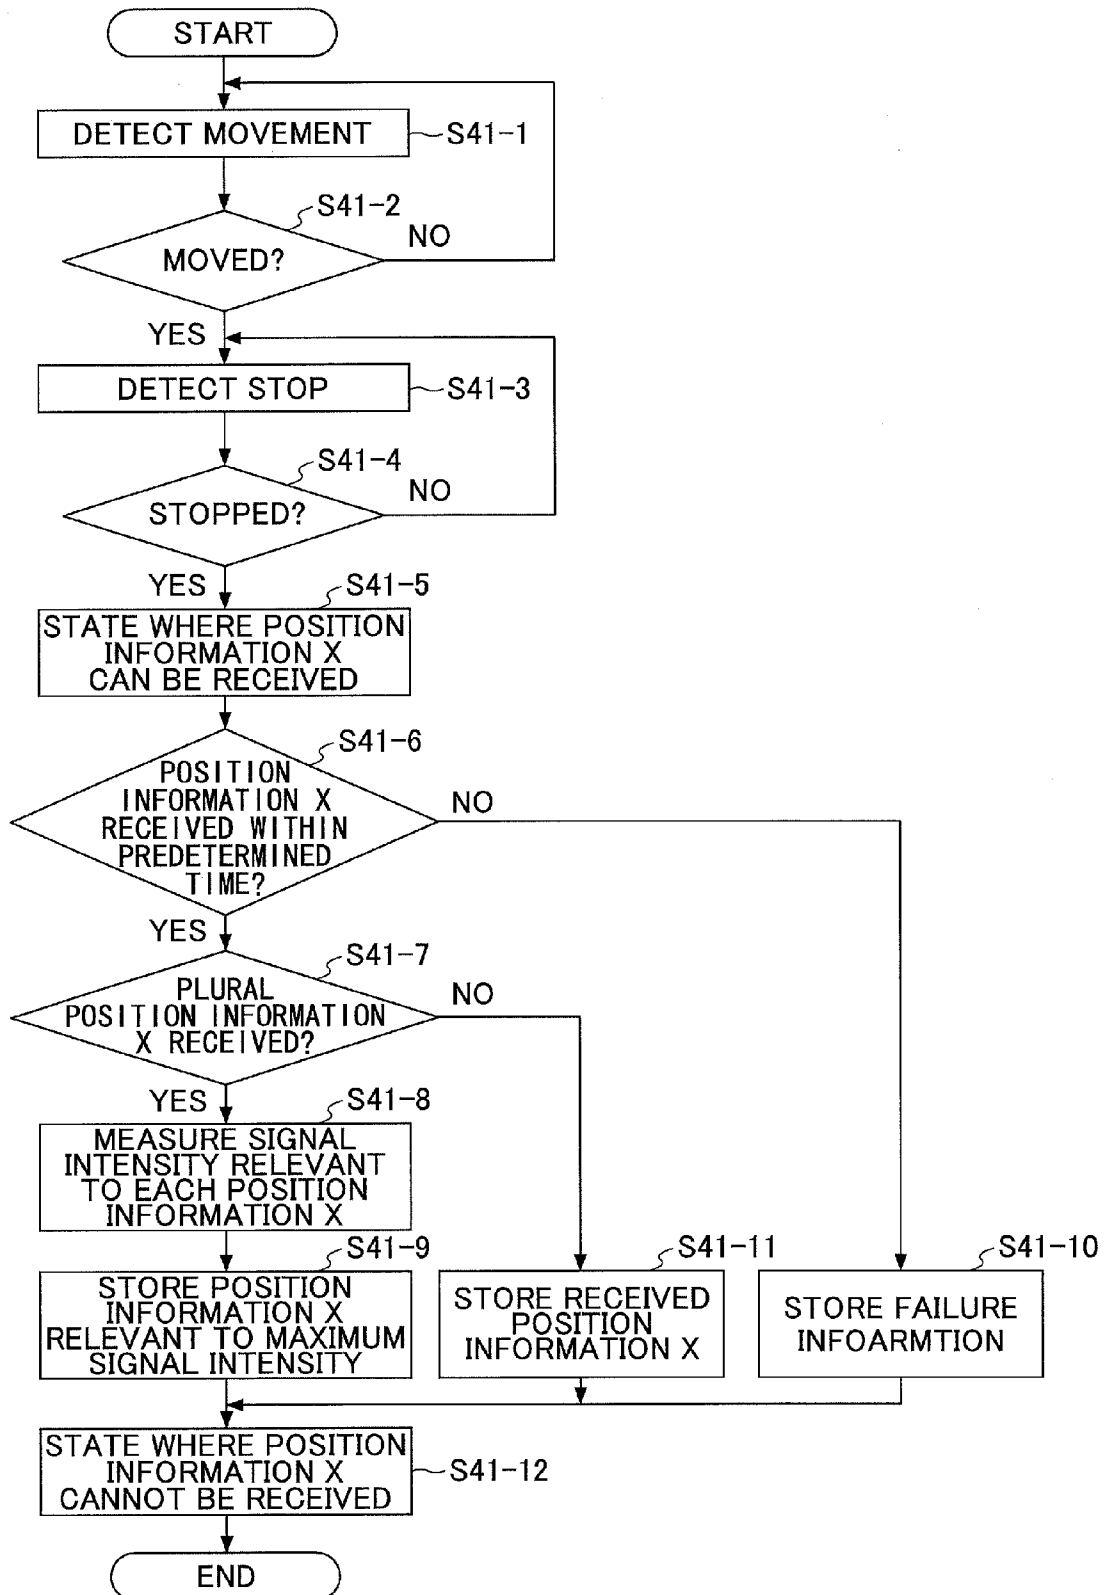 START
DETECT MOVEMENT
S41-1
S41-2
MOVED?
NO
YES
DETECT STOP
S41-3
S41-4
STOPPED?
NO
YES
S41-5
STATE WHERE POSITION
INFORMATION X
CAN BE RECEIVED
S41-6
POSITION
INFORMATION X
RECEIVED WITHIN
PREDETERMINED
TIME?
NO
YES
S41-7
PLURAL
POSITION INFORMATION
X RECEIVED?
NO
YES
S41-8
MEASURE SIGNAL
INTENSITY RELEVANT
TO EACH POSITION
INFORMATION X
S41-9
STORE POSITION
INFORMATION X
RELEVANT TO MAXIMUM
SIGNAL INTENSITY
S41-11
STORE RECEIVED
POSITION
INFORMATION X
S41-10
STORE FAILURE
INFOARMTION
STATE WHERE POSITION
INFORMATION X
CANNOT BE RECEIVED
S41-12
END